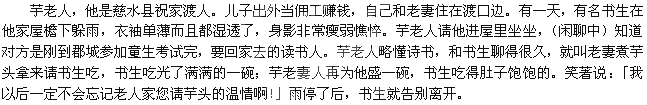 芋老人，他是慈水县祝家渡人。儿子出外当佣工赚钱，自己和老妻住在渡口边。有一天，有名书生在
他家屋檐下躲雨，衣袖单薄而且都湿透了，身影非常瘦弱憔悴。芋老人请他进屋里坐坐，（闲聊中）知道
对方是刚到郡城参加童生考试完，要回家去的读书人。芋老人略懂诗书，和书生聊得很久，就叫老妻煮芋
头拿来请书生吃，书生吃光了满满的一碗；芋老妻人再为他盛一碗，书生吃得肚子饱饱的。笑著说：「我
以后一定不会忘记老人家您请芋头的温情啊!」雨停了后，书生就告别离开。